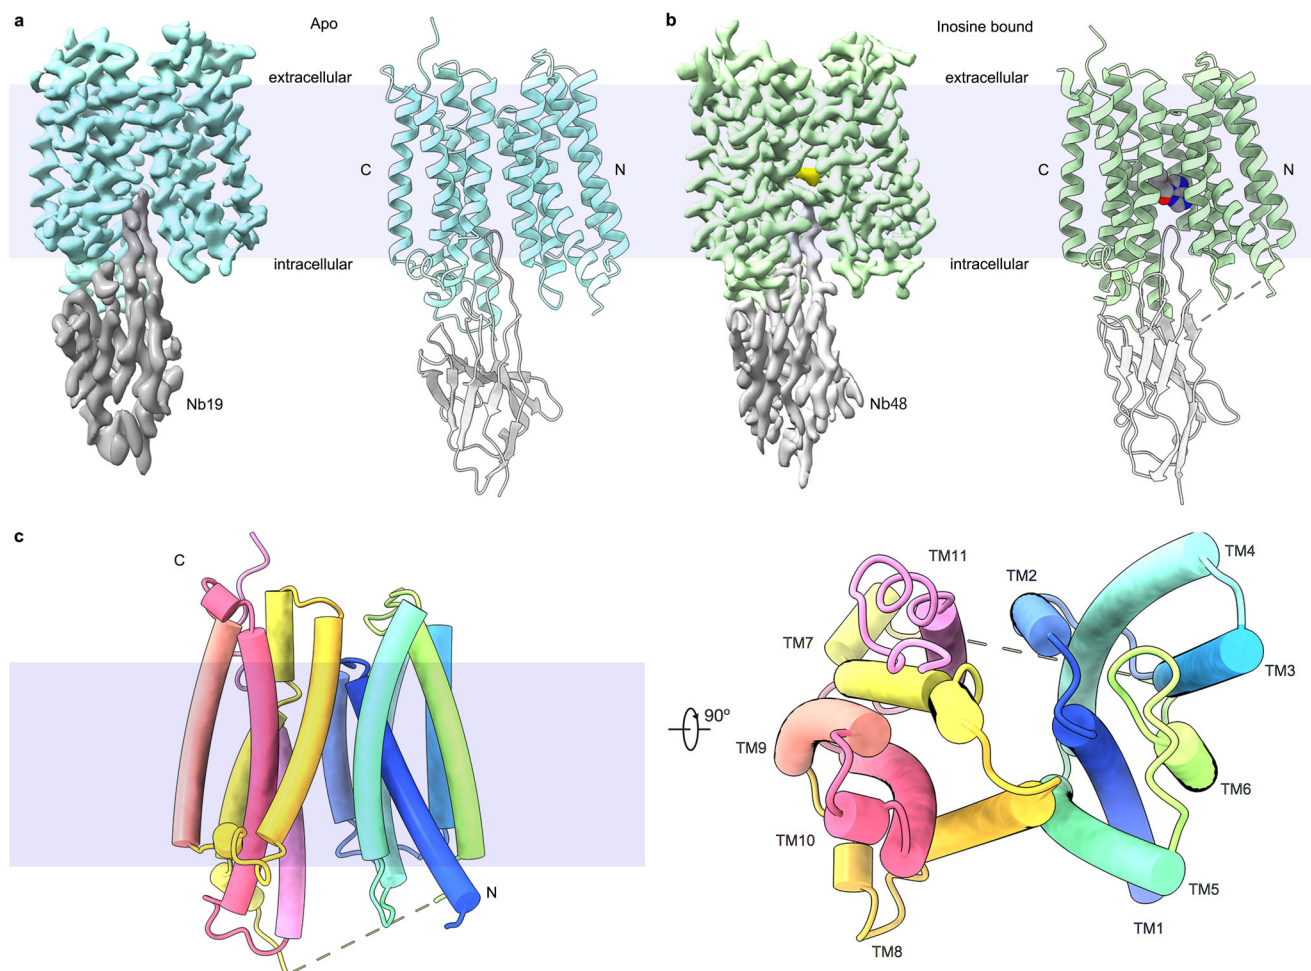 a
Apo
extracellular
C
N
intracellular
Nb19
b
Inosine bound
extracellular
C
N
intracellular
Nb48
c
C
N
90º
TM11
TM2
TM4
TM7
TM3
TM9
TM6
TM10
TM5
TM8
TM1